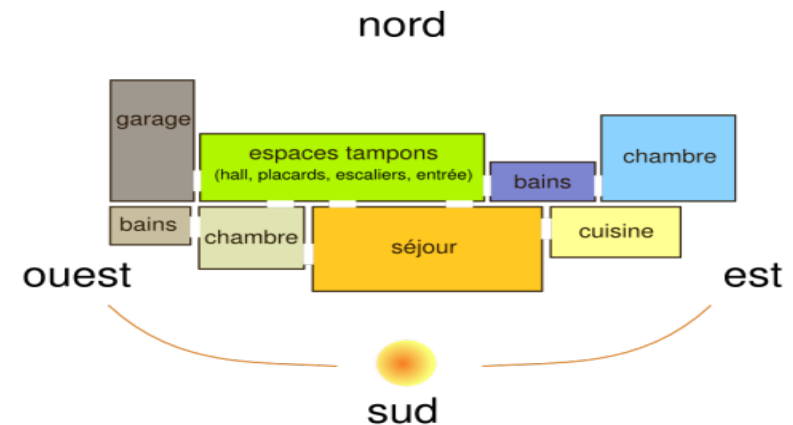 nord
garage
espaces tampons
(hall, placards, escaliers, entrée)
bains
chambre
bains
chambre
séjour
cuisine
ouest
est
sud